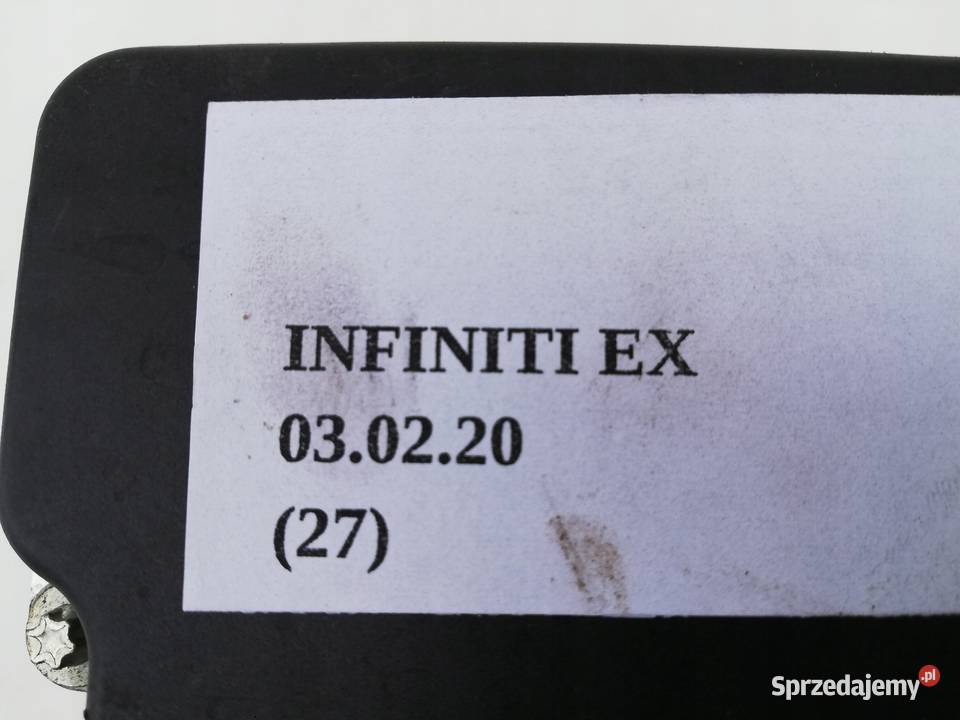 INFINITI EX
03.02.20
(27)
Sprzedajemy.pl